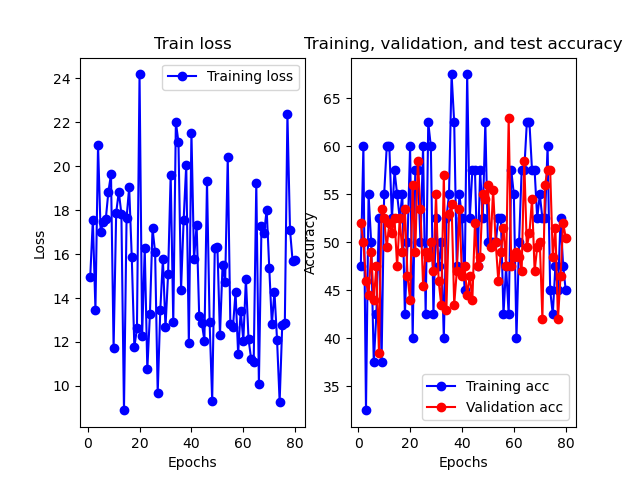 Train loss
Training, validation, and test accuracy
Training loss
Loss
24
22
20
18
16
14
12
10
0
20
40
60
80
Epochs
Accuracy
65
60
55
50
45
40
35
Training acc
Validation acc
0
20
40
60
80
Epochs